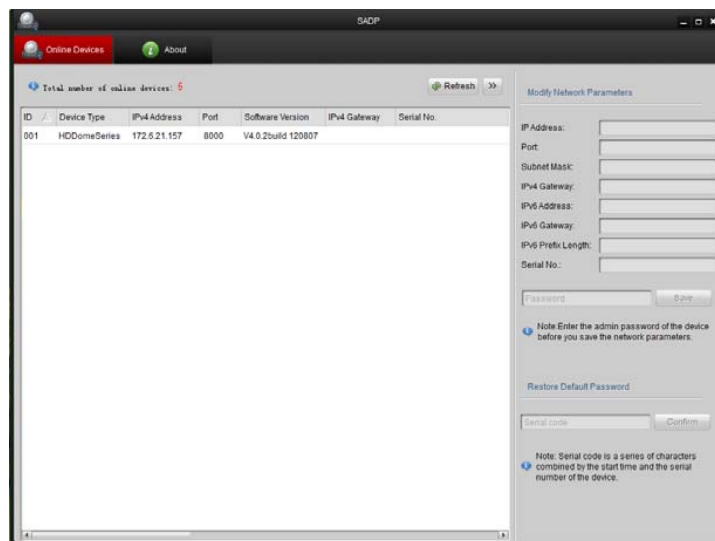 SADP
Online Devices
About
Total number of online devices: 6
Refresh
ID Device Type IPv4 Address Port Software Version IPv4 Gateway Serial No.
001 HDDomeSeries 172.6.21.157 8000 V4.0.2build 120807
Modify Network Parameters
IP Address:
Port:
Subnet Mask:
IPv4 Gateway:
IPv6 Address:
IPv6 Gateway:
IPv6 Prefix Length:
Serial No.:
Password
Save
Note:Enter the admin password of the device
before you save the network parameters.
Restore Default Password
Serial code
Confirm
Note: Serial code is a series of characters
combined by the start time and the serial
number of the device.